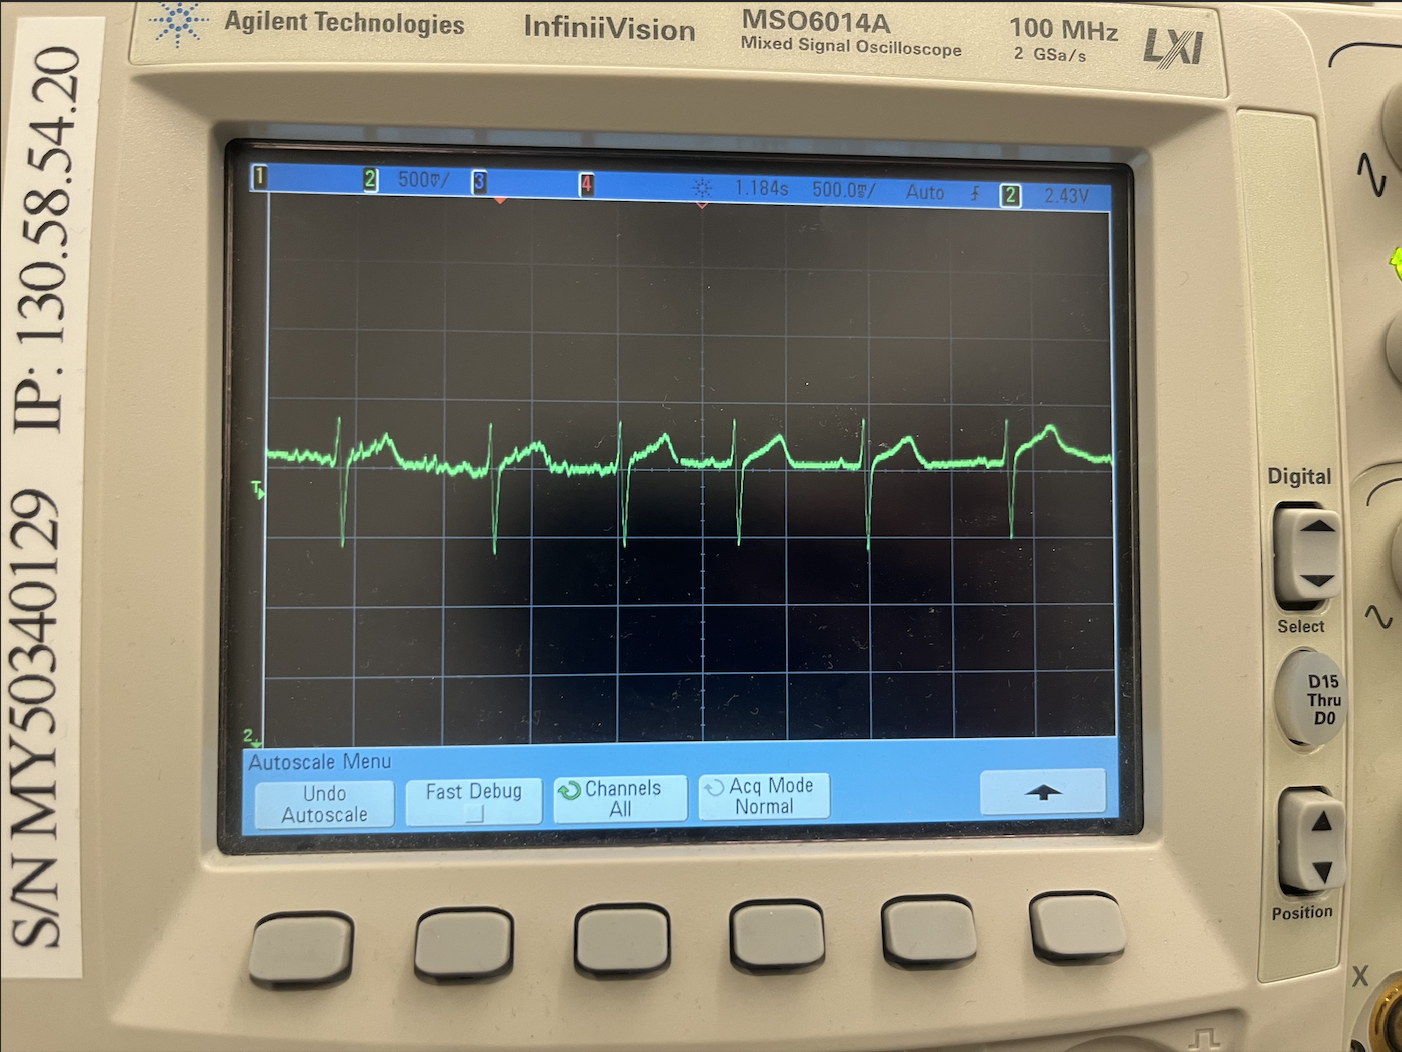 Agilent Technologies
InfiniiVision
MSO6014A
Mixed Signal Oscilloscope
100 MHz
2 GSa/s
LXI
S/N MY50340129 IP: 130.58.54.20
1 2 500mV/ 3 4 1.184s 500.0ms/ Auto 2 2.43V
T
2
Autoscale Menu
Undo
Autoscale
Fast Debug
Channels
All
Acq Mode
Normal
Digital
Select
D15
Thru
D0
Position
X